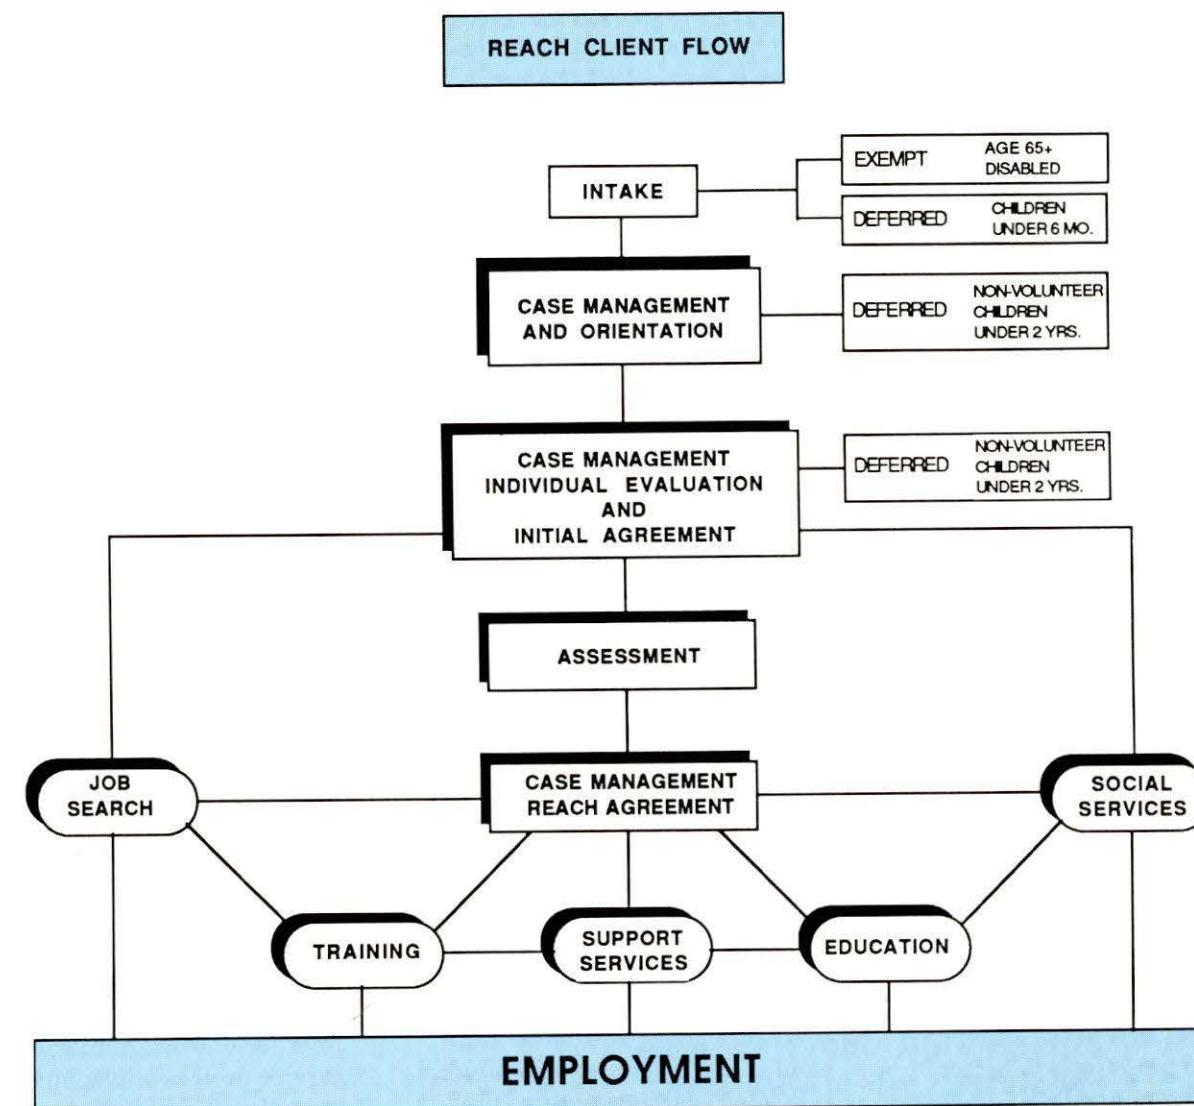 REACH CLIENT FLOW
INTAKE
EXEMPT AGE 65+
DISABLED
DEFERRED CHILDREN
UNDER 6 MO.
CASE MANAGEMENT
AND ORIENTATION
DEFERRED NON-VOLUNTEER
CHILDREN
UNDER 2 YRS.
CASE MANAGEMENT
INDIVIDUAL EVALUATION
AND
INITIAL AGREEMENT
DEFERRED NON-VOLUNTEER
CHILDREN
UNDER 2 YRS.
ASSESSMENT
JOB
SEARCH
CASE MANAGEMENT
REACH AGREEMENT
SOCIAL
SERVICES
TRAINING
SUPPORT
SERVICES
EDUCATION
EMPLOYMENT